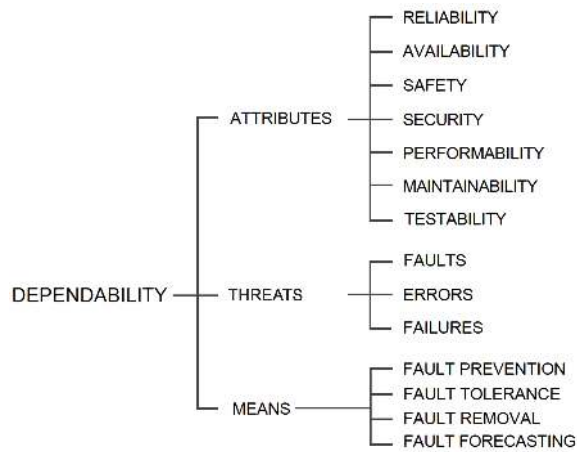 RELIABILITY
AVAILABILITY
SAFETY
ATTRIBUTES
SECURITY
PERFORMABILITY
MAINTAINABILITY
TESTABILITY
FAULTS
DEPENDABILITY
THREATS
ERRORS
FAILURES
FAULT PREVENTION
FAULT TOLERANCE
MEANS
FAULT REMOVAL
FAULT FORECASTING